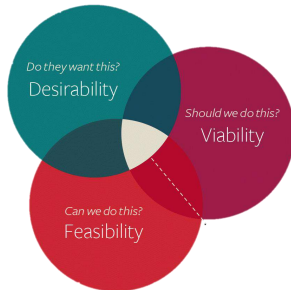 Do they want this?
Desirability
Should we do this?
Viability
Can we do this?
Feasibility